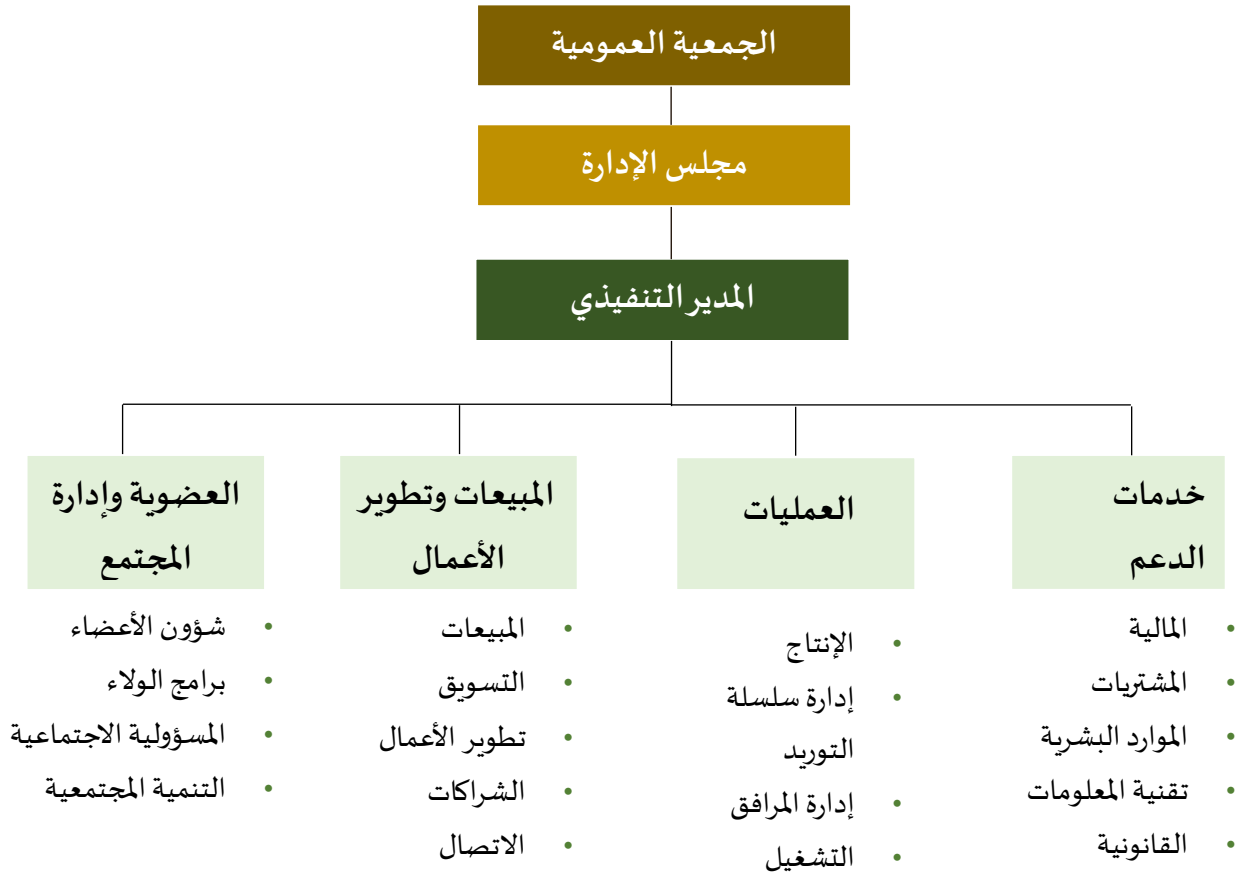 الجمعية العمومية
مجلس الإدارة
المدير التنفيذي
خدمات
الدعم
• المالية
• المشتريات
• الموارد البشرية
• تقنية المعلومات
• القانونية
العمليات
• الإنتاج
• إدارة سلسلة
التوريد
• إدارة المرافق
• التشغيل
المبيعات وتطوير
الأعمال
• المبيعات
• التسويق
• تطوير الأعمال
• الشراكات
• الاتصال
العضوية وإدارة
المجتمع
• شؤون الأعضاء
• برامج الولاء
• المسؤولية الاجتماعية
• التنمية المجتمعية